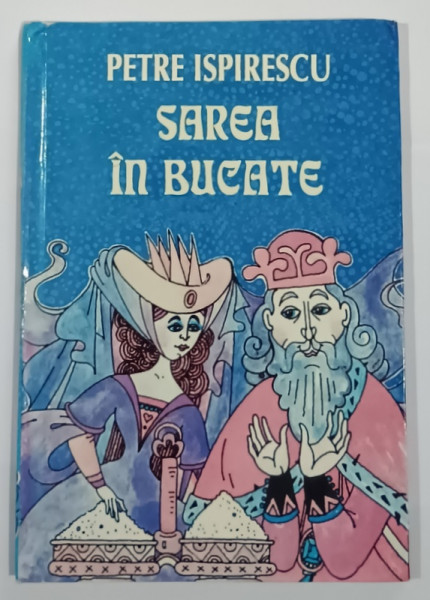 PETRE ISPIRESCU
SAREA
ÎN BUCATE